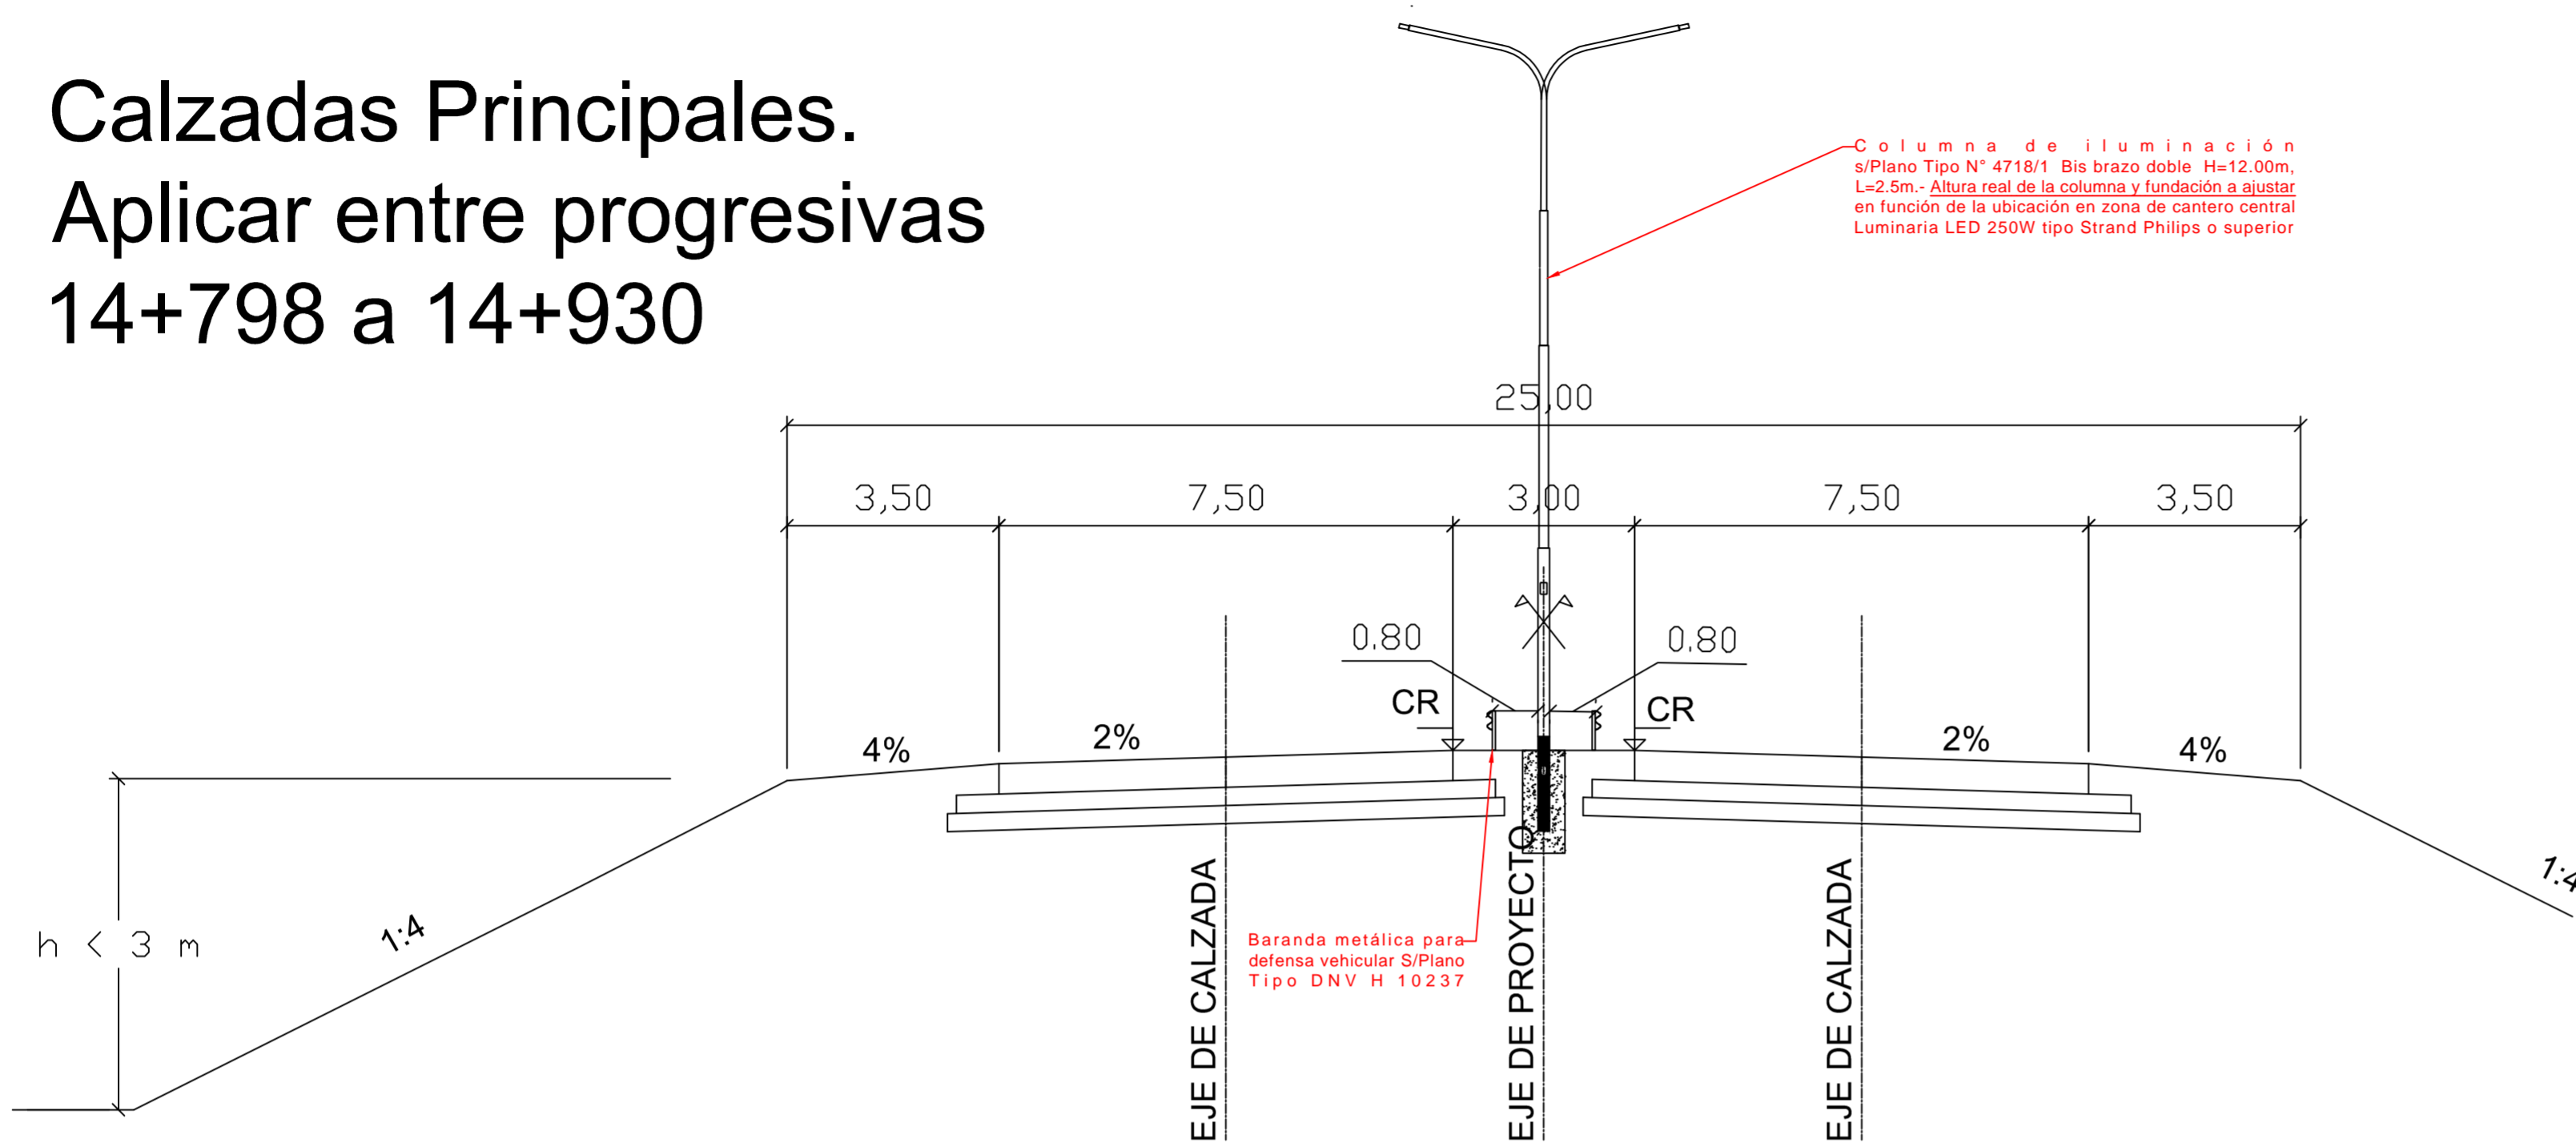 Calzadas Principales.
Aplicar entre progresivas
14+798 a 14+930
Columna de iluminación
s/Plano Tipo N° 4718/1 Bis brazo doble H=12.00m,
L=2.5m.- Altura real de la columna y fundación a ajustar
en función de la ubicación en zona de cantero central
Luminaria LED 250W tipo Strand Philips o superior
25,00
3,50
7,50
3,00
7,50
3,50
0.80
0.80
CR
CR
4%
2%
2%
4%
1:4
1:4
h < 3 m
EJE DE CALZADA
EJE DE PROYECTO
EJE DE CALZADA
Baranda metálica para
defensa vehicular S/Plano
Tipo DNV H 10237